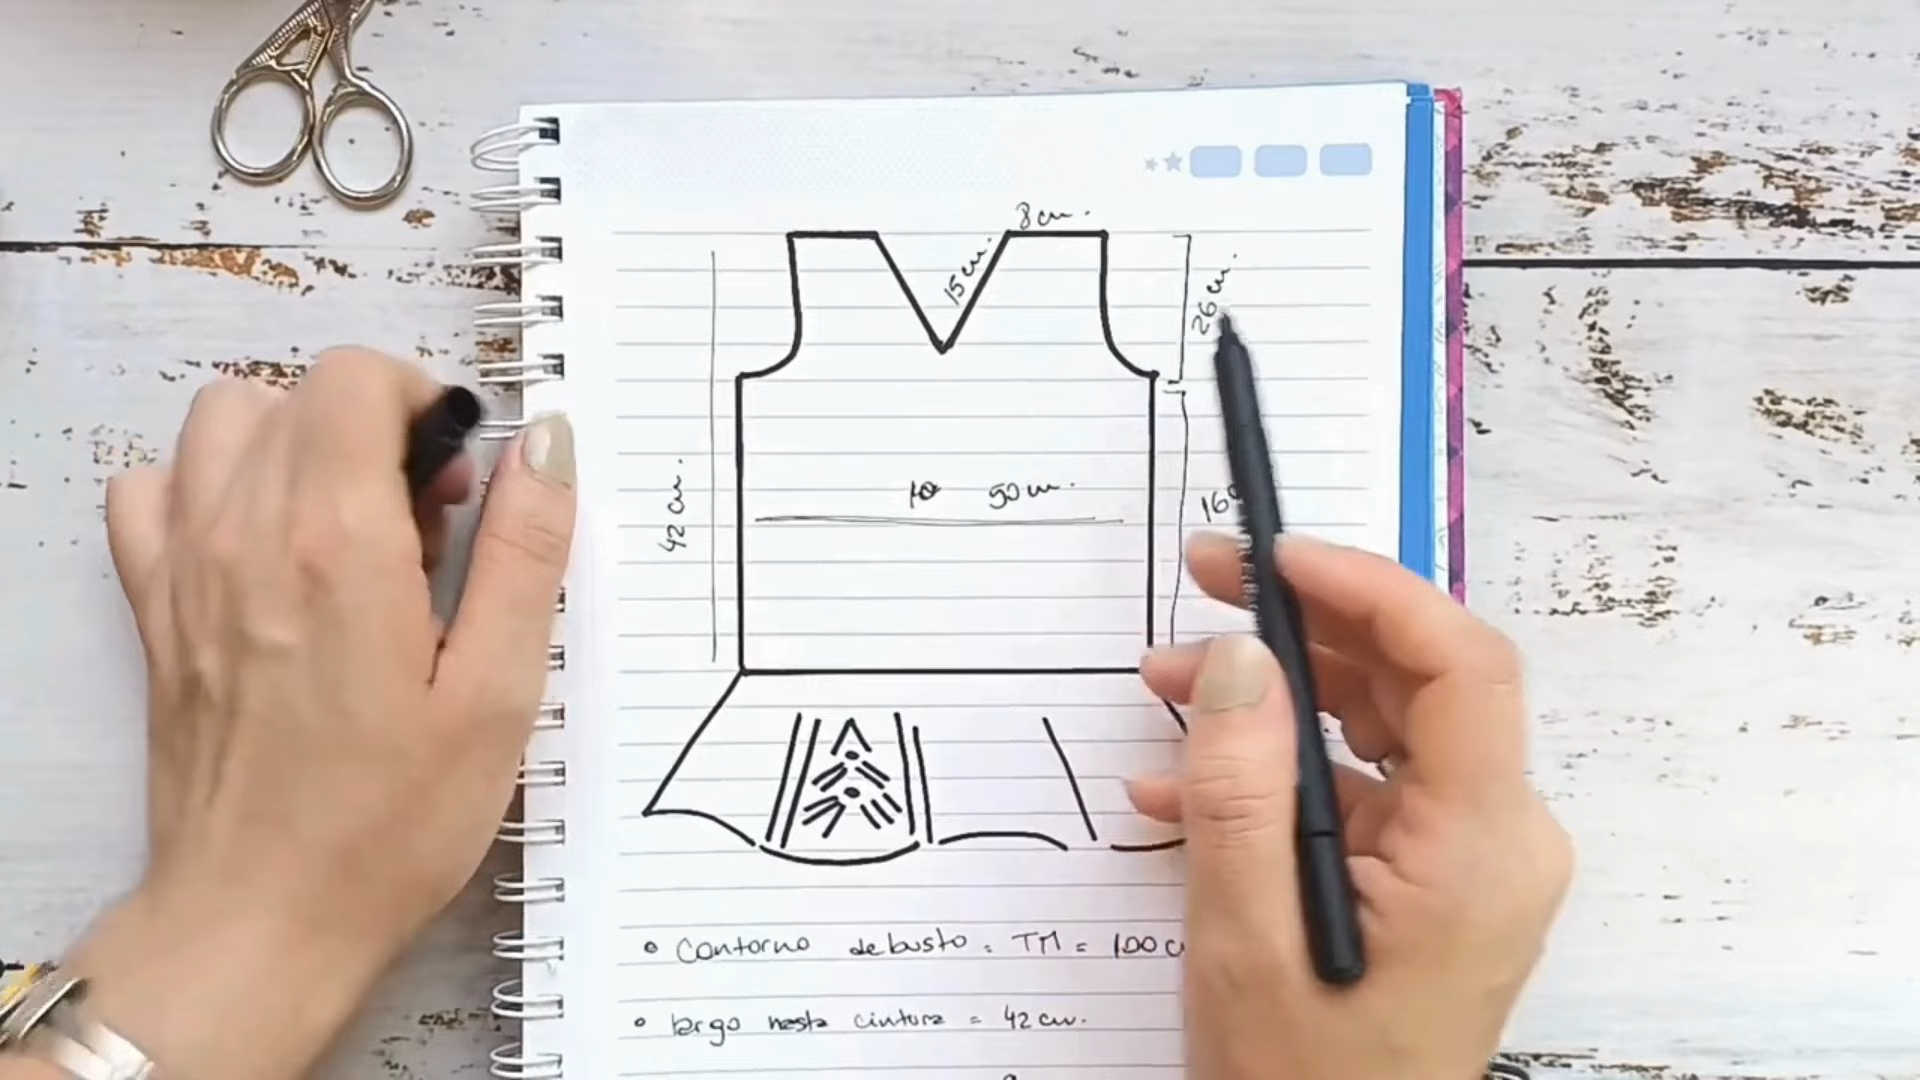 8cm.
15cm.
26cm.
50cm.
42cm.
16
• Contorno de busto = TM = 100c
• largo hasta cintura = 42cm.